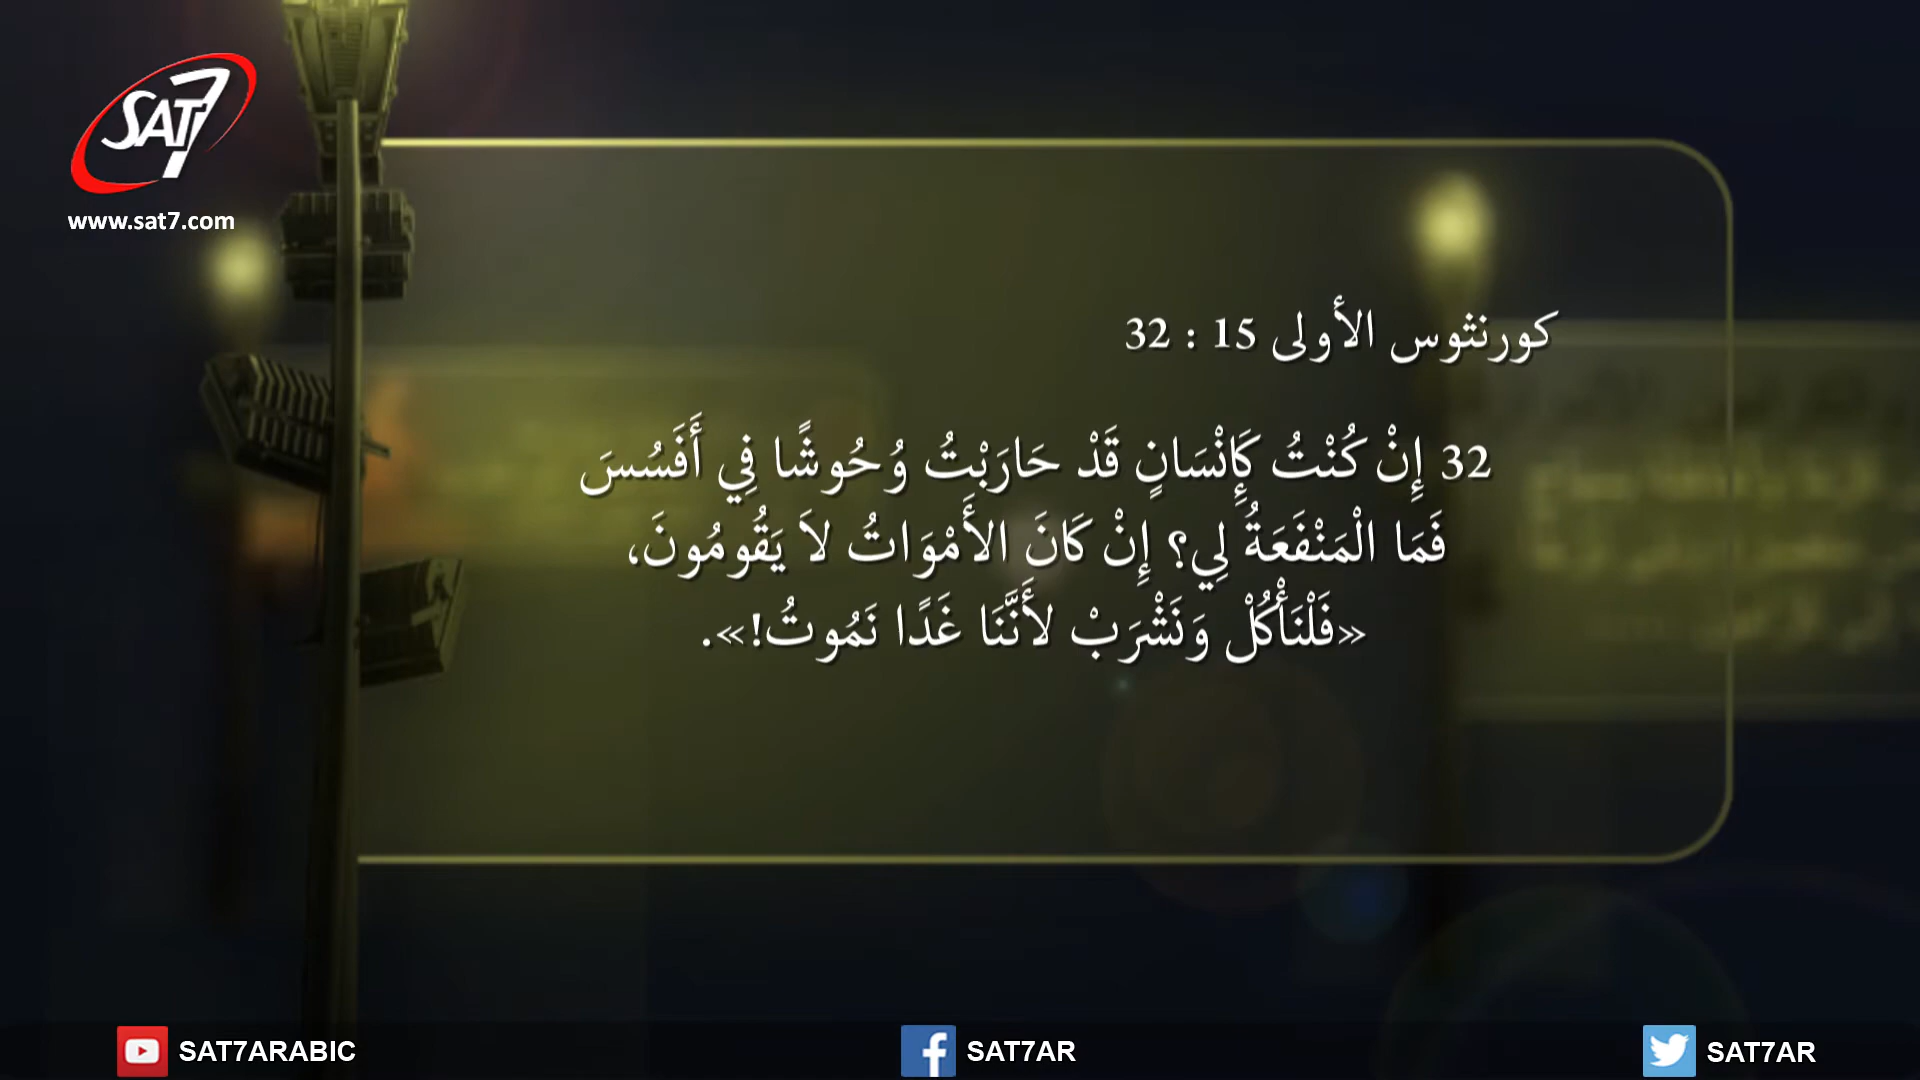 SAT7
www.sat7.com
كورنثوس الأولى 15 : 32
32 إِنْ كُنْتُ كَإِنْسَانٍ قَدْ حَارَبْتُ وُحُوشًا فِي أَفَسُسَ
فَمَا الْمَنْفَعَةُ لِي؟ إِنْ كَانَ الأَمْوَاتُ لاَ يَقُومُونَ،
«فَلْنَأْكُلْ وَنَشْرَبْ لأَنَّنَا غَدًا نَمُوتُ!».
SAT7ARABIC
SAT7AR
SAT7AR